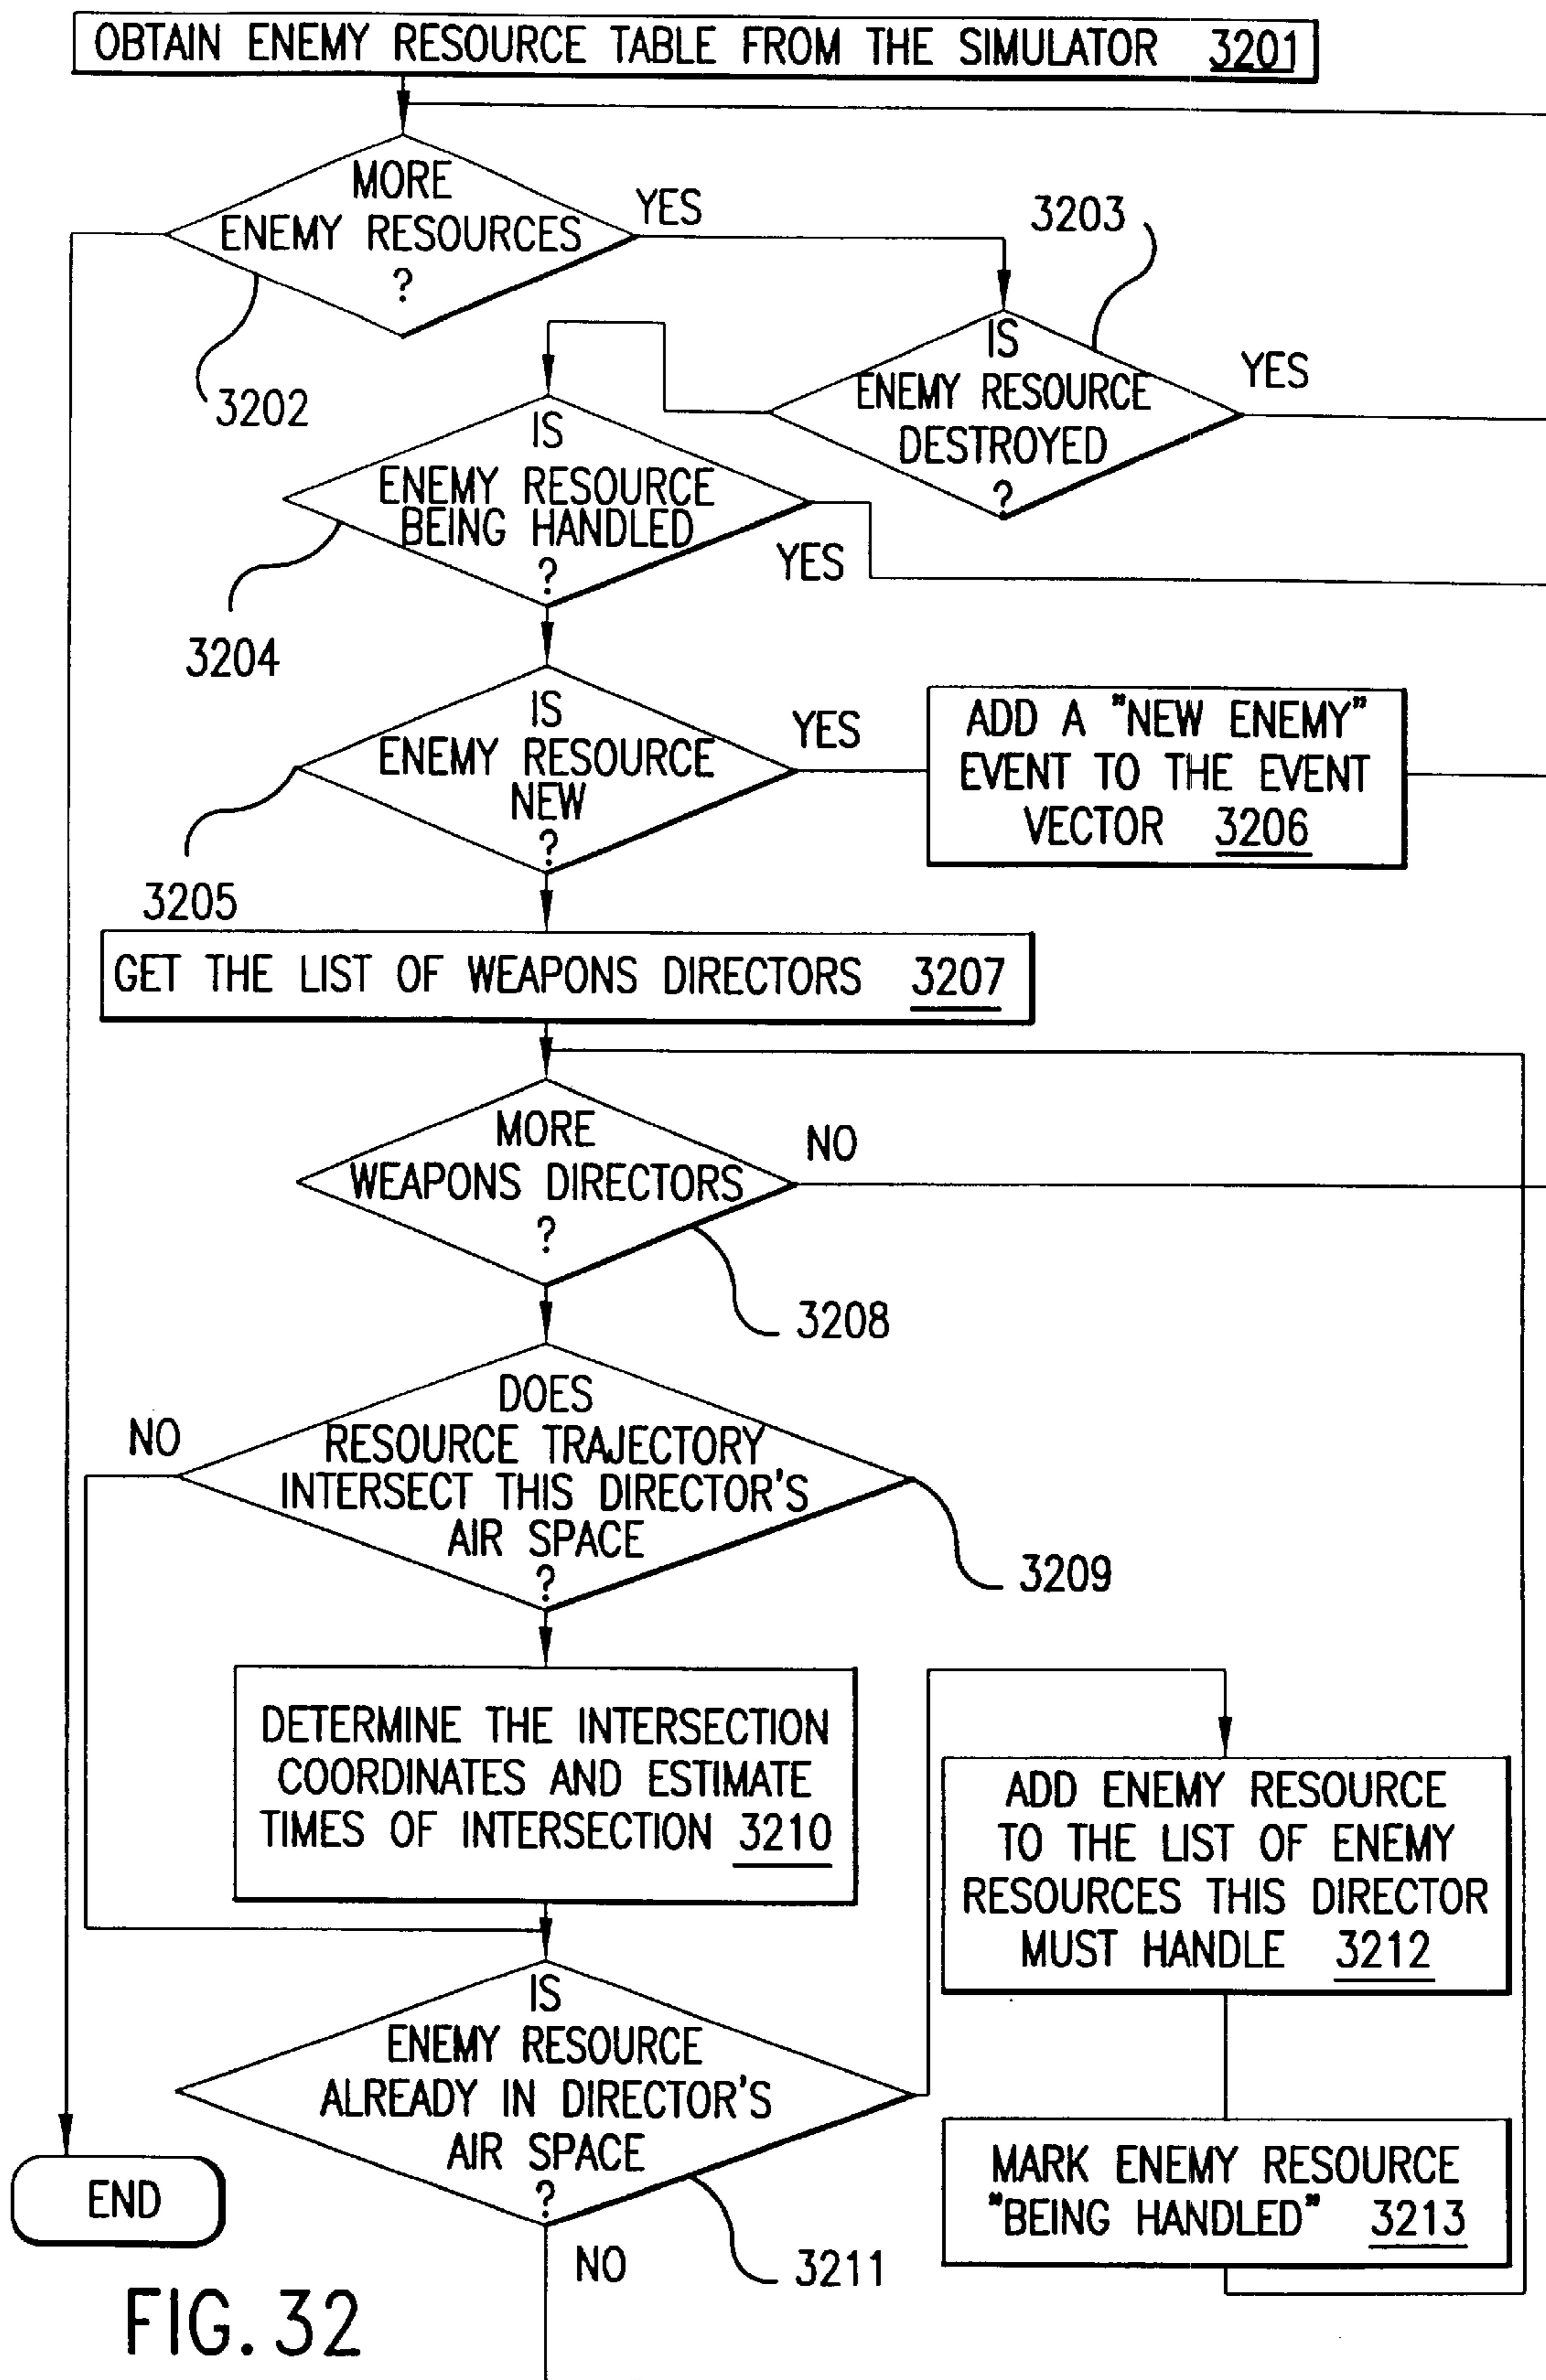 OBTAIN ENEMY RESOURCE TABLE FROM THE SIMULATOR 3201
MORE
ENEMY RESOURCES
?
YES
3202
3203
IS
ENEMY RESOURCE
DESTROYED
?
YES
IS
ENEMY RESOURCE
BEING HANDLED
?
YES
3204
IS
ENEMY RESOURCE
NEW
?
YES
3205
ADD A "NEW ENEMY"
EVENT TO THE EVENT
VECTOR 3206
GET THE LIST OF WEAPONS DIRECTORS 3207
MORE
WEAPONS DIRECTORS
?
NO
3208
DOES
RESOURCE TRAJECTORY
INTERSECT THIS DIRECTOR'S
AIR SPACE
?
NO
3209
DETERMINE THE INTERSECTION
COORDINATES AND ESTIMATE
TIMES OF INTERSECTION 3210
IS
ENEMY RESOURCE
ALREADY IN DIRECTOR'S
AIR SPACE
?
NO
3211
ADD ENEMY RESOURCE
TO THE LIST OF ENEMY
RESOURCES THIS DIRECTOR
MUST HANDLE 3212
MARK ENEMY RESOURCE
"BEING HANDLED" 3213
END
FIG. 32